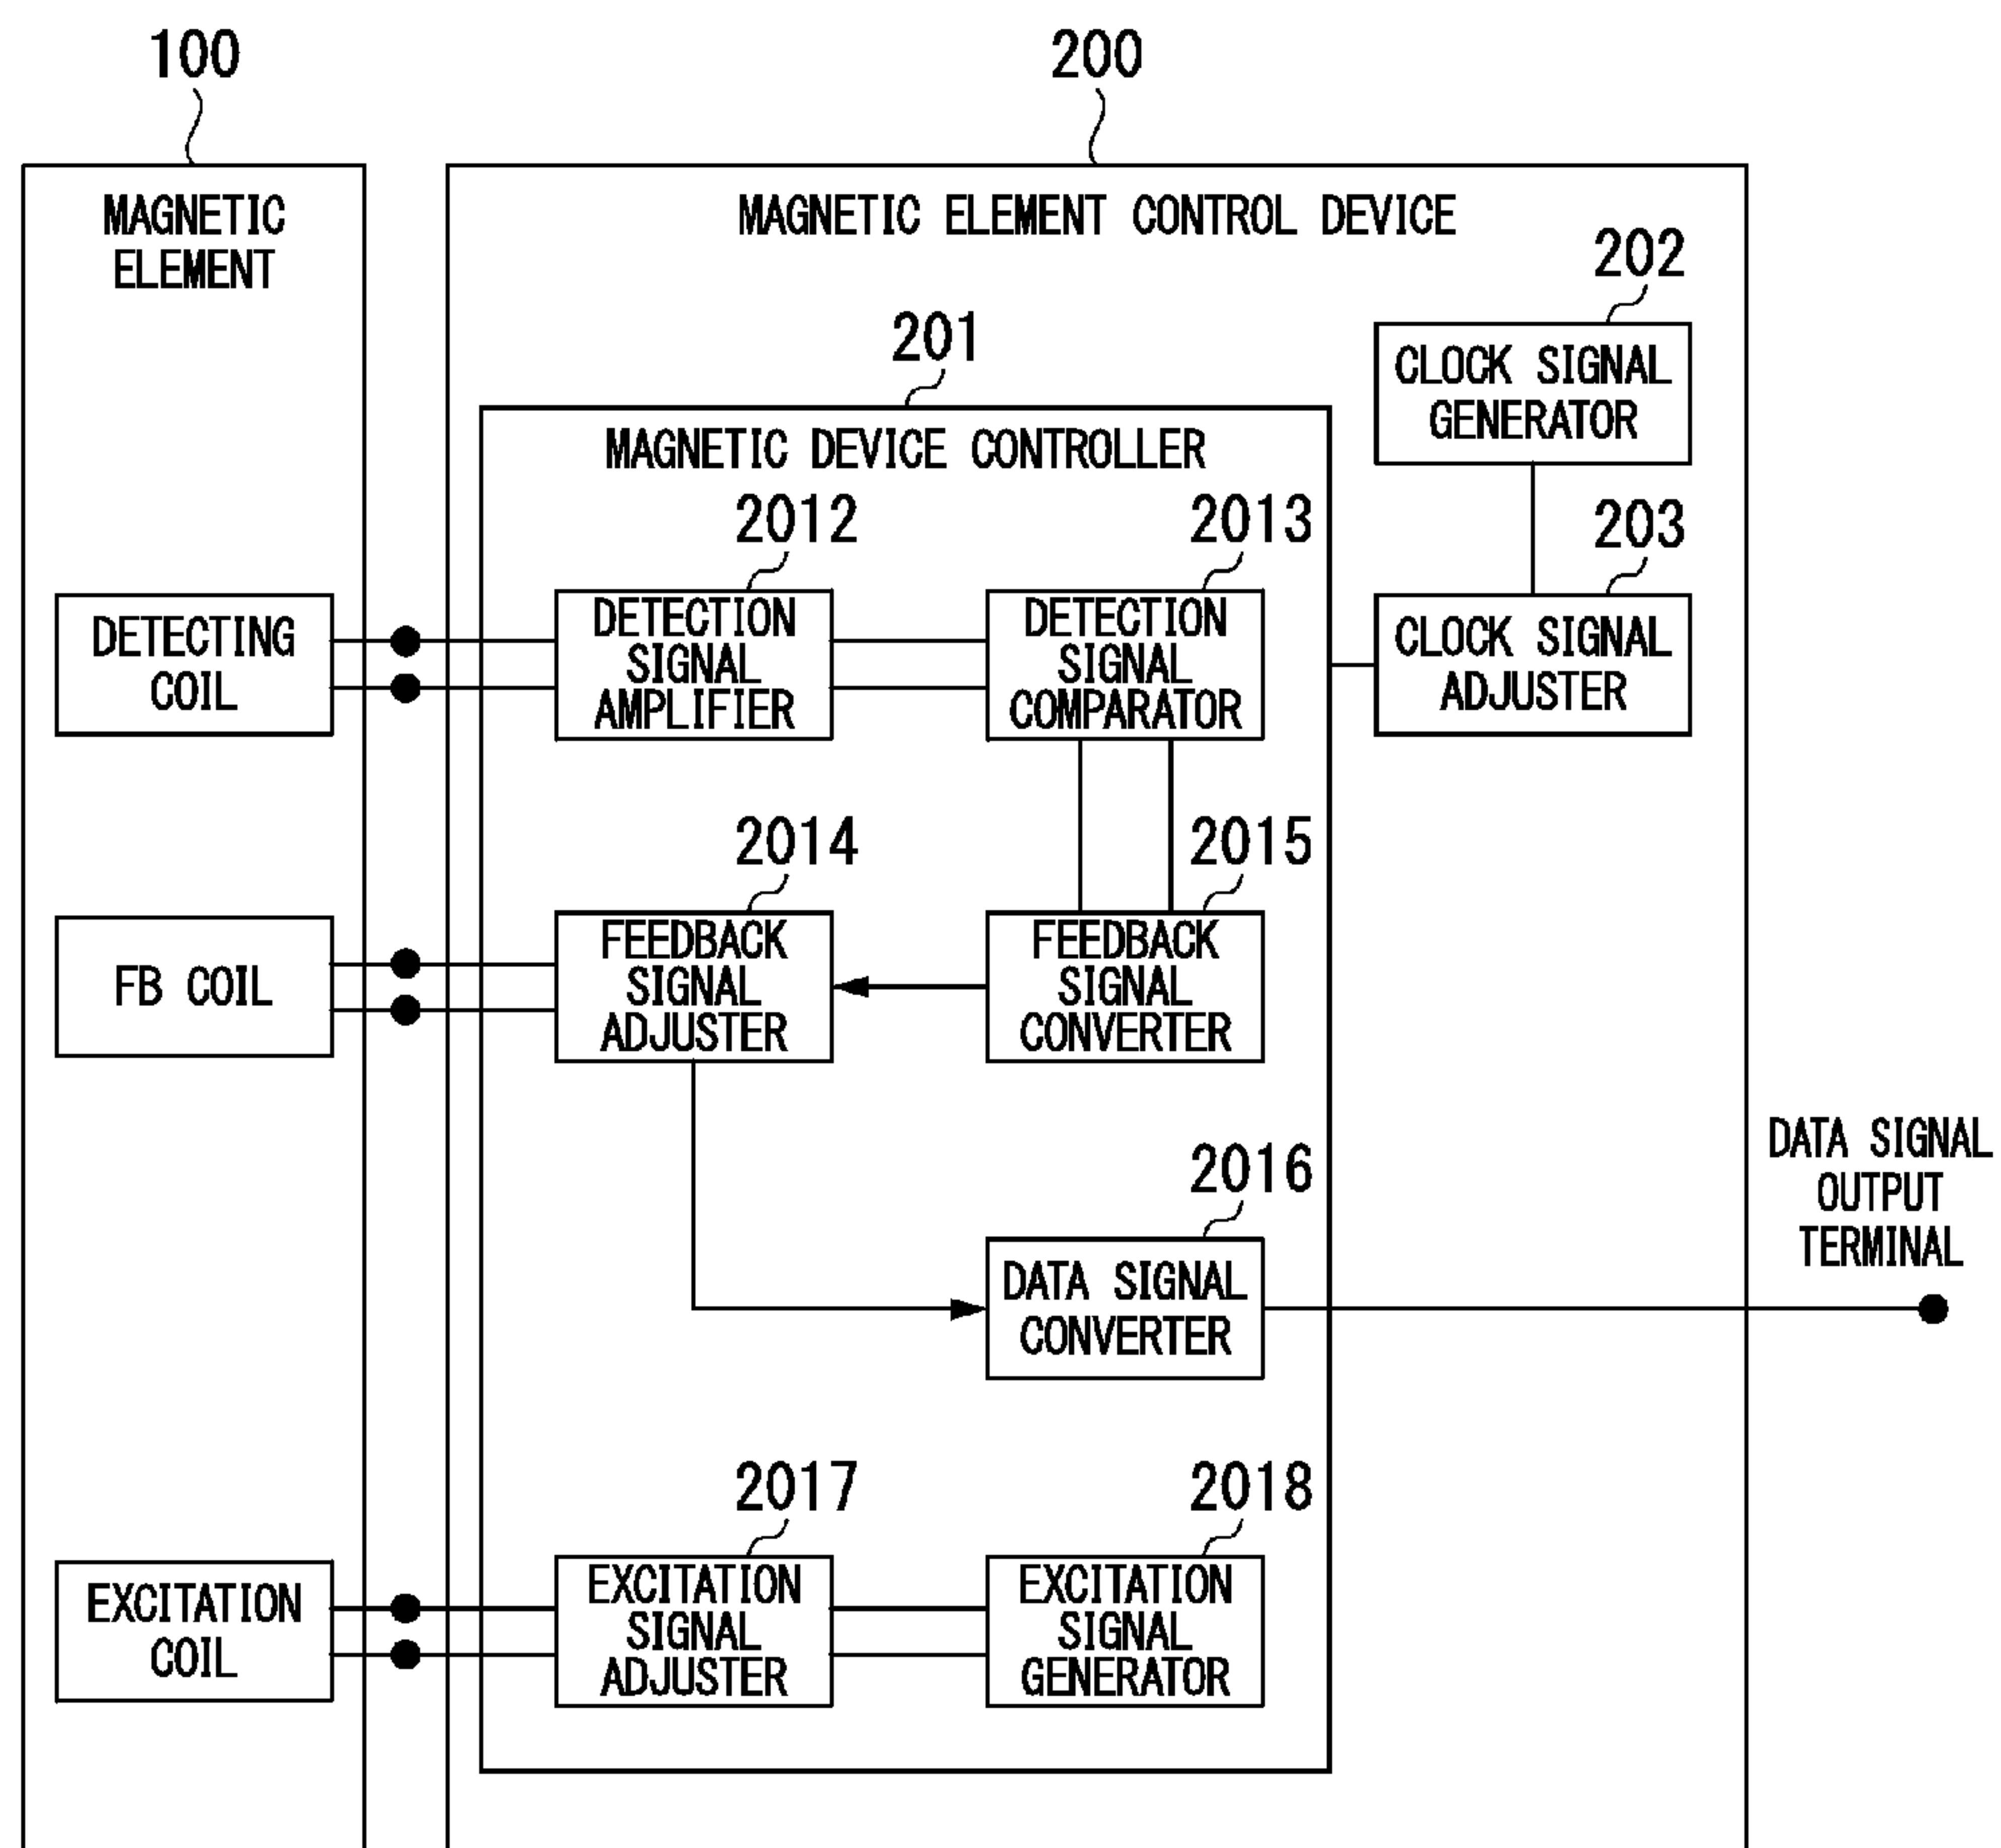 100
200
MAGNETIC
ELEMENT
MAGNETIC ELEMENT CONTROL DEVICE
202
CLOCK SIGNAL
GENERATOR
201
MAGNETIC DEVICE CONTROLLER
203
CLOCK SIGNAL
ADJUSTER
2012
2013
DETECTING
COIL
DETECTION
SIGNAL
AMPLIFIER
DETECTION
SIGNAL
COMPARATOR
2014
2015
FB COIL
FEEDBACK
SIGNAL
ADJUSTER
FEEDBACK
SIGNAL
CONVERTER
2016
DATA SIGNAL
CONVERTER
DATA SIGNAL
OUTPUT
TERMINAL
2017
2018
EXCITATION
COIL
EXCITATION
SIGNAL
ADJUSTER
EXCITATION
SIGNAL
GENERATOR